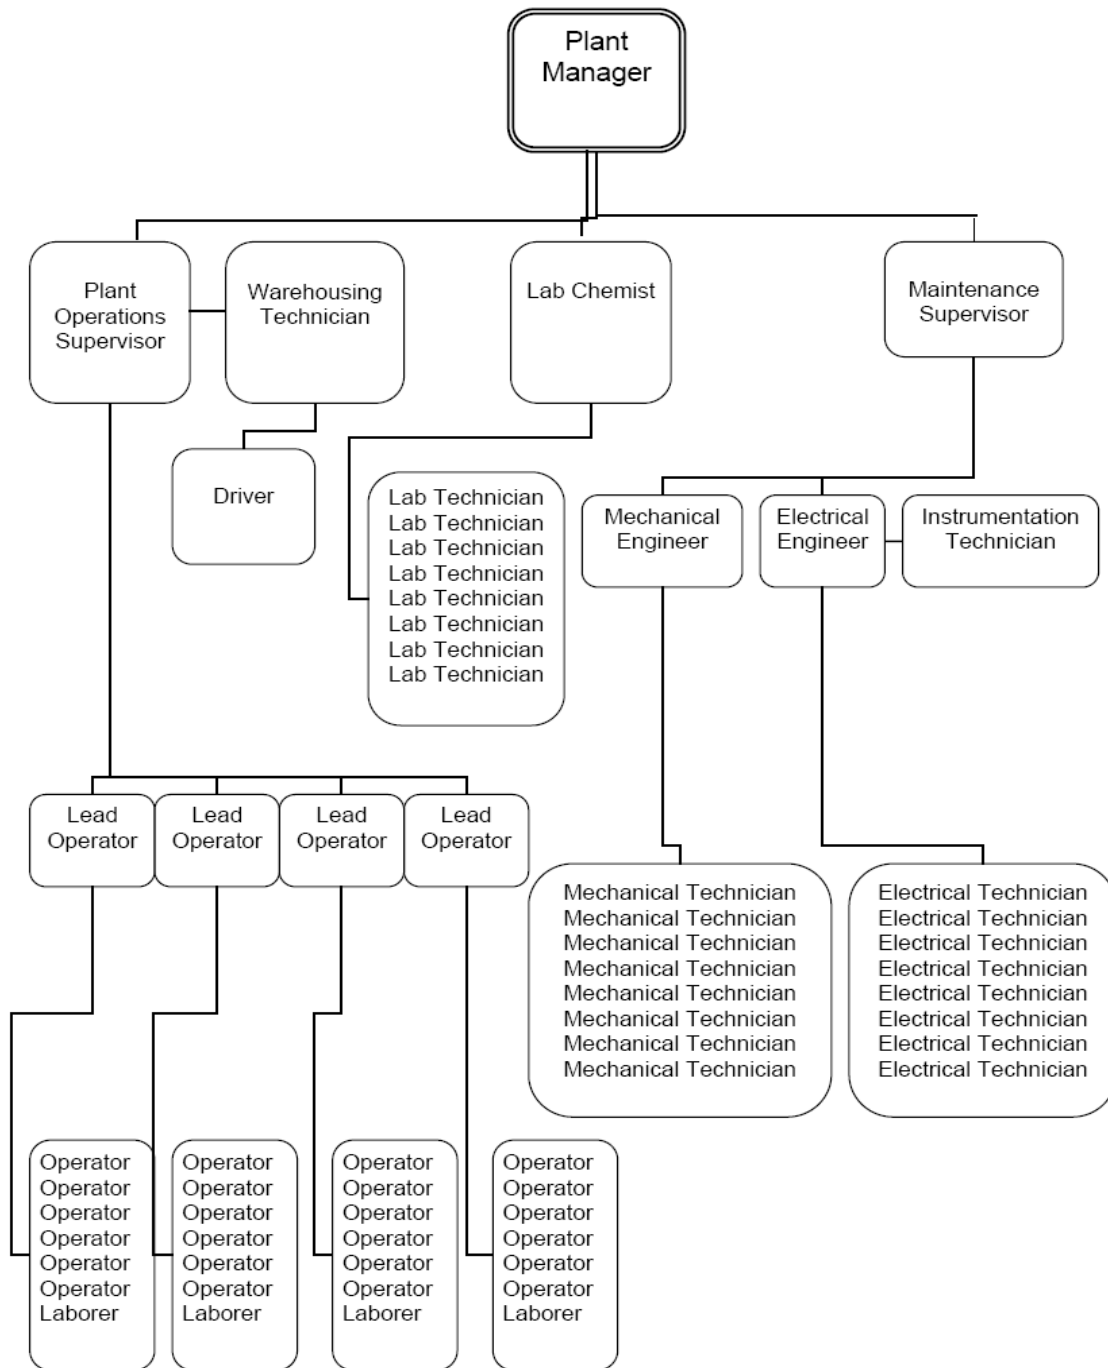 Plant
Manager
Plant
Operations
Supervisor
Warehousing
Technician
Lab Chemist
Maintenance
Supervisor
Driver
Lab Technician
Lab Technician
Lab Technician
Lab Technician
Lab Technician
Lab Technician
Lab Technician
Lab Technician
Mechanical
Engineer
Electrical
Engineer
Instrumentation
Technician
Lead
Operator
Lead
Operator
Lead
Operator
Lead
Operator
Mechanical Technician
Mechanical Technician
Mechanical Technician
Mechanical Technician
Mechanical Technician
Mechanical Technician
Mechanical Technician
Mechanical Technician
Electrical Technician
Electrical Technician
Electrical Technician
Electrical Technician
Electrical Technician
Electrical Technician
Electrical Technician
Electrical Technician
Operator
Operator
Operator
Operator
Operator
Operator
Laborer
Operator
Operator
Operator
Operator
Operator
Operator
Laborer
Operator
Operator
Operator
Operator
Operator
Operator
Laborer
Operator
Operator
Operator
Operator
Operator
Operator
Laborer